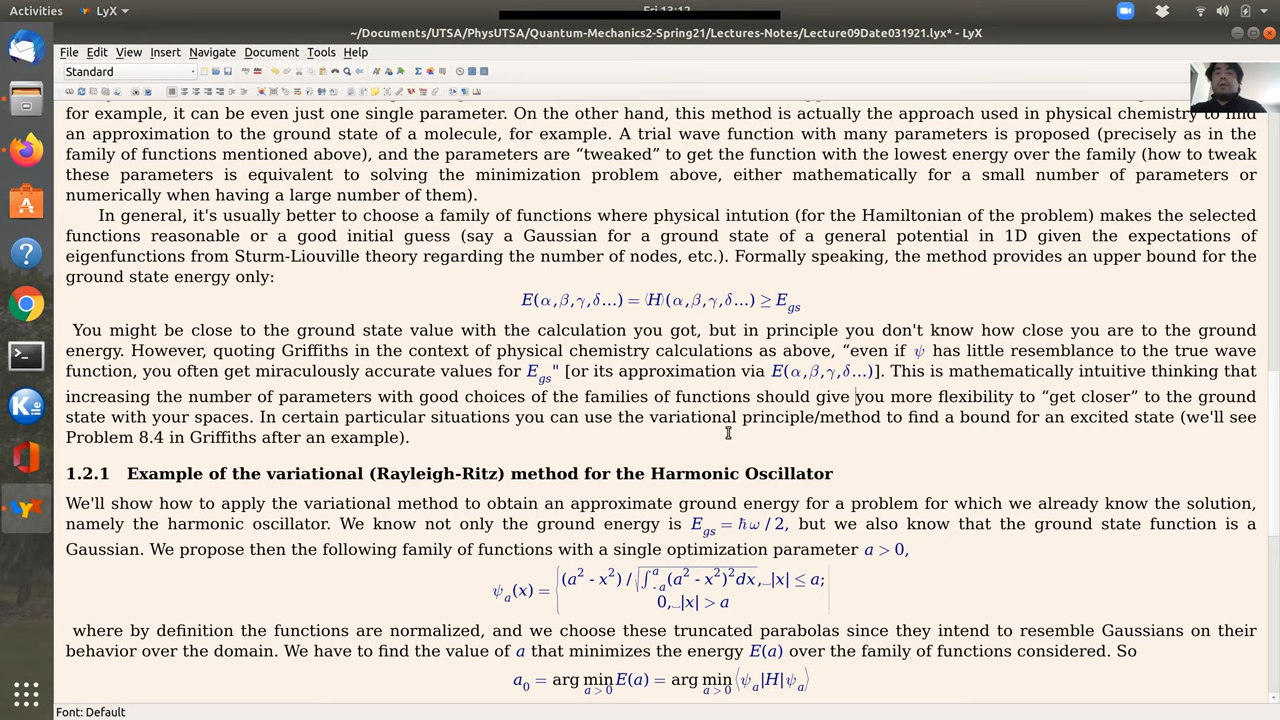 Activities LyX Fri 13:12
~/Documents/UTSA/PhysUTSA/Quantum-Mechanics2-Spring21/Lectures-Notes/Lecture09Date031921.lyx* - LyX
File Edit View Insert Navigate Document Tools Help
Standard
for example, it can be even just one single parameter. On the other hand, this method is actually the approach used in physical chemistry to find
an approximation to the ground state of a molecule, for example. A trial wave function with many parameters is proposed (precisely as in the
family of functions mentioned above), and the parameters are “tweaked” to get the function with the lowest energy over the family (how to tweak
these parameters is equivalent to solving the minimization problem above, either mathematically for a small number of parameters or
numerically when having a large number of them).
In general, it's usually better to choose a family of functions where physical intution (for the Hamiltonian of the problem) makes the selected
functions reasonable or a good initial guess (say a Gaussian for a ground state of a general potential in 1D given the expectations of
eigenfunctions from Sturm-Liouville theory regarding the number of nodes, etc.). Formally speaking, the method provides an upper bound for the
ground state energy only:
E(α,β,γ,δ...) = ⟨H⟩(α,β,γ,δ...) ≥ E_gs
You might be close to the ground state value with the calculation you got, but in principle you don't know how close you are to the ground
energy. However, quoting Griffiths in the context of physical chemistry calculations as above, “even if ψ has little resemblance to the true wave
function, you often get miraculously accurate values for E_gs" [or its approximation via E(α,β,γ,δ...)]. This is mathematically intuitive thinking that
increasing the number of parameters with good choices of the families of functions should give you more flexibility to “get closer” to the ground
state with your spaces. In certain particular situations you can use the variational principle/method to find a bound for an excited state (we'll see
Problem 8.4 in Griffiths after an example).
1.2.1 Example of the variational (Rayleigh-Ritz) method for the Harmonic Oscillator
We'll show how to apply the variational method to obtain an approximate ground energy for a problem for which we already know the solution,
namely the harmonic oscillator. We know not only the ground energy is E_gs = ℏω/2, but we also know that the ground state function is a
Gaussian. We propose then the following family of functions with a single optimization parameter a > 0,
ψ_a(x) = { (a² - x²)/√∫_-a^a (a² - x²)² dx, |x| ≤ a;
0, |x| > a
where by definition the functions are normalized, and we choose these truncated parabolas since they intend to resemble Gaussians on their
behavior over the domain. We have to find the value of a that minimizes the energy E(a) over the family of functions considered. So
a_0 = arg min_{a>0} E(a) = arg min_{a>0} ⟨ψ_a|H|ψ_a⟩
Font: Default